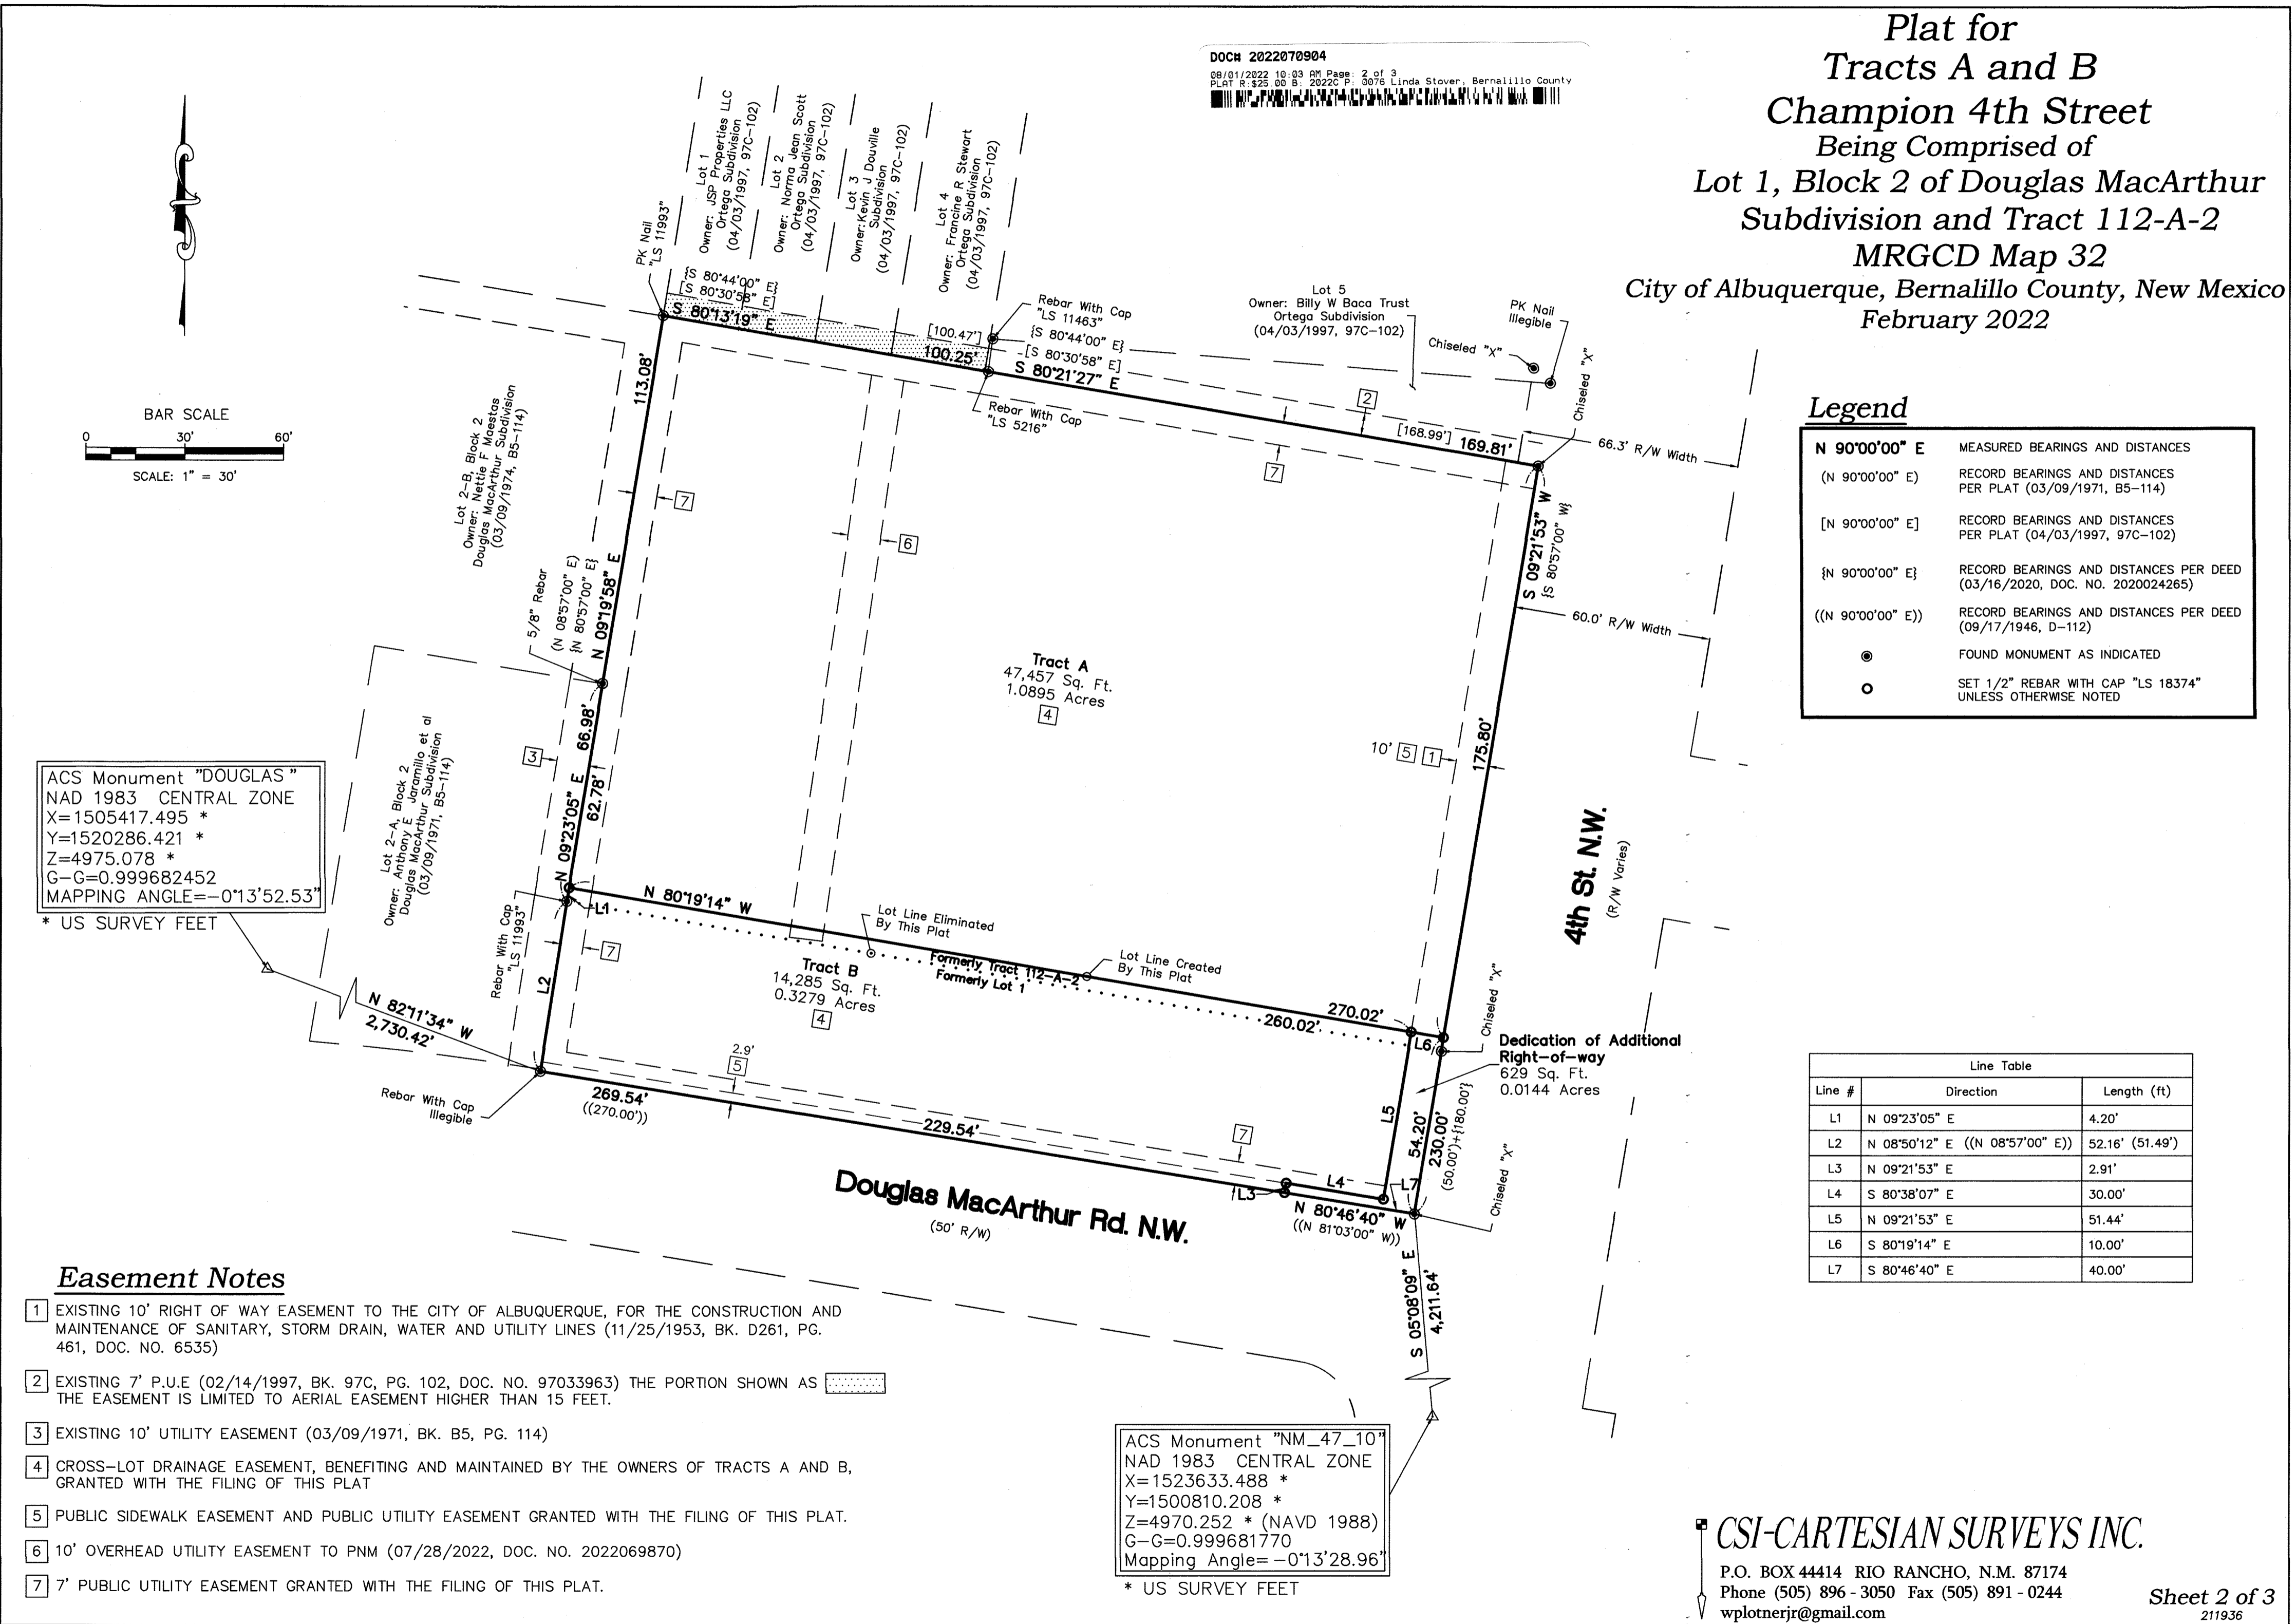 Plat for
Tracts A and B
Champion 4th Street
Being Comprised of
Lot 1, Block 2 of Douglas MacArthur
Subdivision and Tract 112-A-2
MRGCD Map 32
City of Albuquerque, Bernalillo County, New Mexico
February 2022
DOC# 2022070904
08/01/2022 10:03 AM Page: 2 of 3
PLAT R:$25.00 B: 2022C P: 0076 Linda Stover, Bernalillo County
BAR SCALE
0 30' 60'
SCALE: 1" = 30'
PK Nail
"LS 11993"
Lot 1
Owner: JSP Properties LLC
Ortega Subdivision
(04/03/1997, 97C-102)
Lot 2
Owner: Norma Jean Scott
Ortega Subdivision
(04/03/1997, 97C-102)
Lot 3
Owner:Kevin J Douville
Subdivision
(04/03/1997, 97C-102)
Lot 4
Owner: Francine R Stewart
Ortega Subdivision
(04/03/1997, 97C-102)
{S 80°44'00" E}
[S 80°30'58" E]
S 80°13'19" E
[100.47']
100.25'
Rebar With Cap
"LS 11463"
{S 80°44'00" E}
[S 80°30'58" E]
S 80°21'27" E
Rebar With Cap
"LS 5216"
Lot 5
Owner: Billy W Baca Trust
Ortega Subdivision
(04/03/1997, 97C-102)
PK Nail
Illegible
Chiseled "X"
Chiseled "X"
2
[168.99'] 169.81'
66.3' R/W Width
7
113.08'
Lot 2-B, Block 2
Owner: Nettie F Maestas
Douglas MacArthur Subdivision
(03/09/1974, B5-114)
7
6
5/8" Rebar
(N 08°57'00" E)
{N 80°57'00" E}
N 09°19'58" E
S 09°21'53" W
{S 80°57'00" W}
60.0' R/W Width
Tract A
47,457 Sq. Ft.
1.0895 Acres
4
Legend
N 90°00'00" E MEASURED BEARINGS AND DISTANCES
(N 90°00'00" E) RECORD BEARINGS AND DISTANCES
PER PLAT (03/09/1971, B5-114)
[N 90°00'00" E] RECORD BEARINGS AND DISTANCES
PER PLAT (04/03/1997, 97C-102)
{N 90°00'00" E} RECORD BEARINGS AND DISTANCES PER DEED
(03/16/2020, DOC. NO. 2020024265)
((N 90°00'00" E)) RECORD BEARINGS AND DISTANCES PER DEED
(09/17/1946, D-112)
FOUND MONUMENT AS INDICATED
SET 1/2" REBAR WITH CAP "LS 18374"
UNLESS OTHERWISE NOTED
10' 5 1
175.80'
4th St. N.W.
(R/W Varies)
ACS Monument "DOUGLAS"
NAD 1983 CENTRAL ZONE
X=1505417.495 *
Y=1520286.421 *
Z=4975.078 *
G-G=0.999682452
MAPPING ANGLE=-0°13'52.53"
* US SURVEY FEET
Lot 2-A, Block 2
Owner: Anthony E Jaramillo et al
Douglas MacArthur Subdivision
(03/09/1971, B5-114)
3
66.98'
N 09°23'05" E
62.78'
L1
N 80°19'14" W
Lot Line Eliminated
By This Plat
Formerly Tract 112-A-2
Formerly Lot 1
Lot Line Created
By This Plat
270.02'
260.02'
Rebar With Cap
"LS 11993"
L2
7
Tract B
14,285 Sq. Ft.
0.3279 Acres
4
L6
Chiseled "X"
Dedication of Additional
Right-of-way
629 Sq. Ft.
0.0144 Acres
N 82°11'34" W
2,730.42'
Rebar With Cap
Illegible
2.9'
5
269.54'
((270.00'))
229.54'
7
L5
54.20'
230.00'
(50.00')+{180.00'}
L3
L4
L7
N 80°46'40" W
((N 81°03'00" W))
Chiseled "X"
Douglas MacArthur Rd. N.W.
(50' R/W)
S 05°08'09" E
4,211.64'
Line Table
Line # Direction Length (ft)
L1 N 09°23'05" E 4.20'
L2 N 08°50'12" E ((N 08°57'00" E)) 52.16' (51.49')
L3 N 09°21'53" E 2.91'
L4 S 80°38'07" E 30.00'
L5 N 09°21'53" E 51.44'
L6 S 80°19'14" E 10.00'
L7 S 80°46'40" E 40.00'
Easement Notes
1 EXISTING 10' RIGHT OF WAY EASEMENT TO THE CITY OF ALBUQUERQUE, FOR THE CONSTRUCTION AND
MAINTENANCE OF SANITARY, STORM DRAIN, WATER AND UTILITY LINES (11/25/1953, BK. D261, PG.
461, DOC. NO. 6535)
2 EXISTING 7' P.U.E (02/14/1997, BK. 97C, PG. 102, DOC. NO. 97033963) THE PORTION SHOWN AS
THE EASEMENT IS LIMITED TO AERIAL EASEMENT HIGHER THAN 15 FEET.
3 EXISTING 10' UTILITY EASEMENT (03/09/1971, BK. B5, PG. 114)
4 CROSS-LOT DRAINAGE EASEMENT, BENEFITING AND MAINTAINED BY THE OWNERS OF TRACTS A AND B,
GRANTED WITH THE FILING OF THIS PLAT
5 PUBLIC SIDEWALK EASEMENT AND PUBLIC UTILITY EASEMENT GRANTED WITH THE FILING OF THIS PLAT.
6 10' OVERHEAD UTILITY EASEMENT TO PNM (07/28/2022, DOC. NO. 2022069870)
7 7' PUBLIC UTILITY EASEMENT GRANTED WITH THE FILING OF THIS PLAT.
ACS Monument "NM_47_10"
NAD 1983 CENTRAL ZONE
X=1523633.488 *
Y=1500810.208 *
Z=4970.252 * (NAVD 1988)
G-G=0.999681770
Mapping Angle= -0°13'28.96"
* US SURVEY FEET
CSI-CARTESIAN SURVEYS INC.
P.O. BOX 44414 RIO RANCHO, N.M. 87174
Phone (505) 896 - 3050 Fax (505) 891 - 0244
wplotnerjr@gmail.com
Sheet 2 of 3
211936